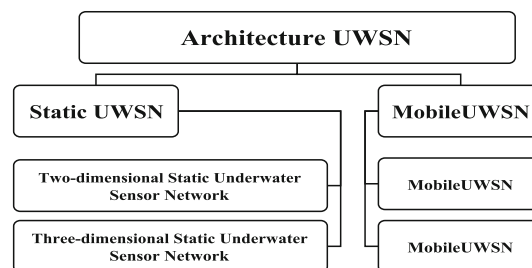 Architecture UWSN
Static UWSN
MobileUWSN
Two-dimensional Static Underwater
Sensor Network
MobileUWSN
Three-dimensional Static Underwater
Sensor Network
MobileUWSN